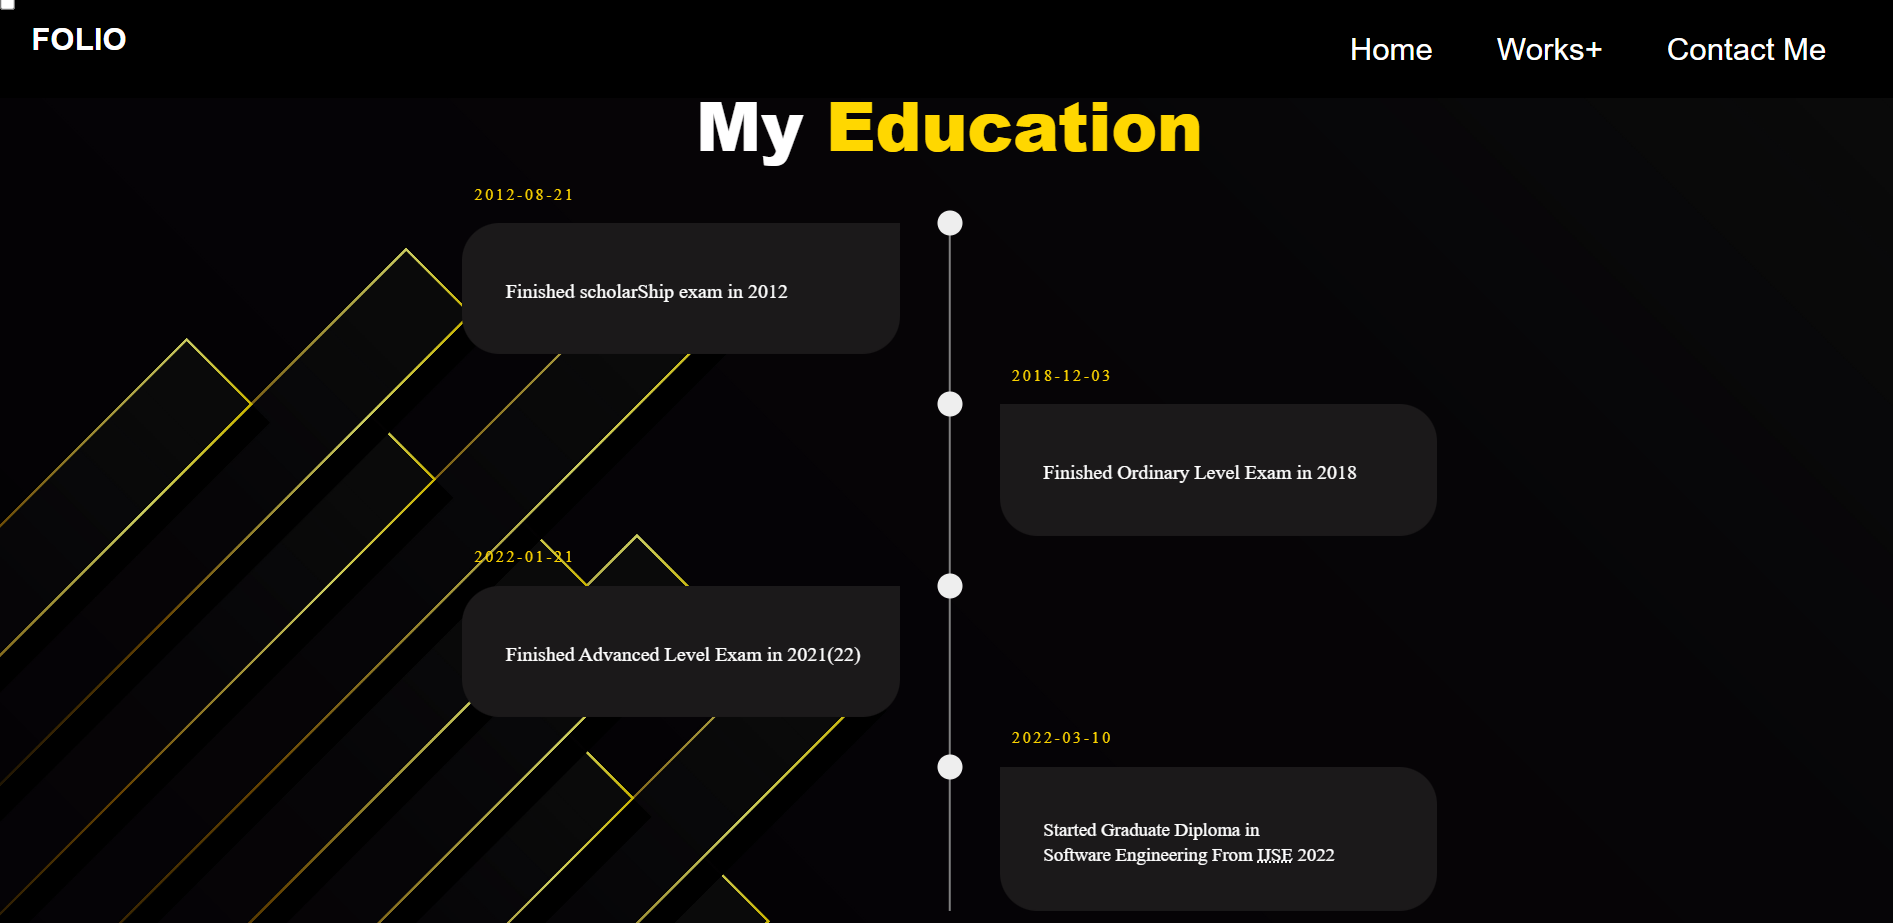 FOLIO
Home Works+ Contact Me
My Education
2012-08-21
Finished scholarShip exam in 2012
2018-12-03
Finished Ordinary Level Exam in 2018
2022-01-21
Finished Advanced Level Exam in 2021(22)
2022-03-10
Started Graduate Diploma in
Software Engineering From IJSE 2022